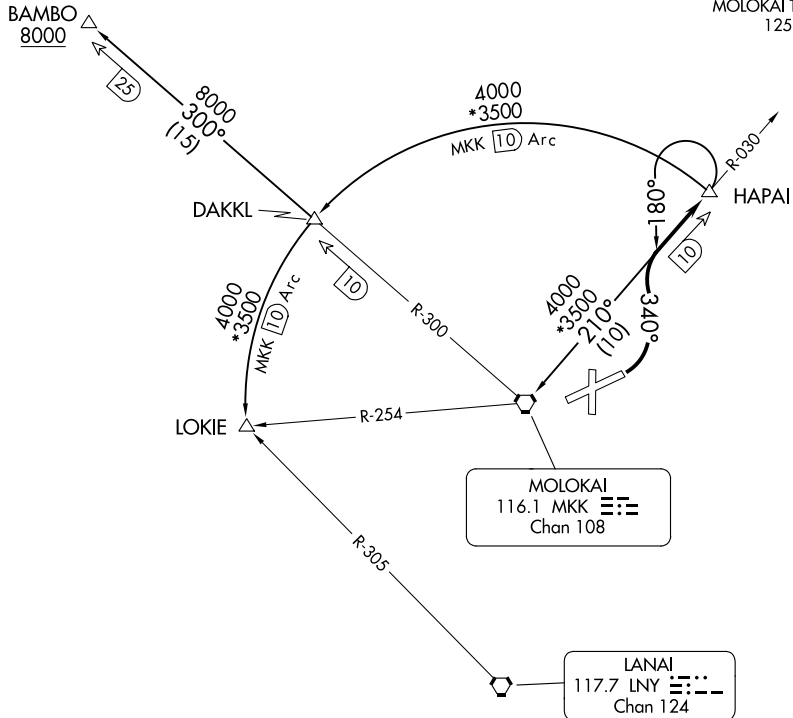 BAMBO
8000
25
8000
300°
(15)
MOLOKAI T
125
4000
*3500
MKK 10 Arc
R-030
HAPAI
180°
10
340°
DAKKL
10
R-300
4000
*3500
210°
(10)
4000
*3500
MKK 10 Arc
LOKIE
R-254
MOLOKAI
116.1 MKK
Chan 108
R-305
LANAI
117.7 LNY
Chan 124